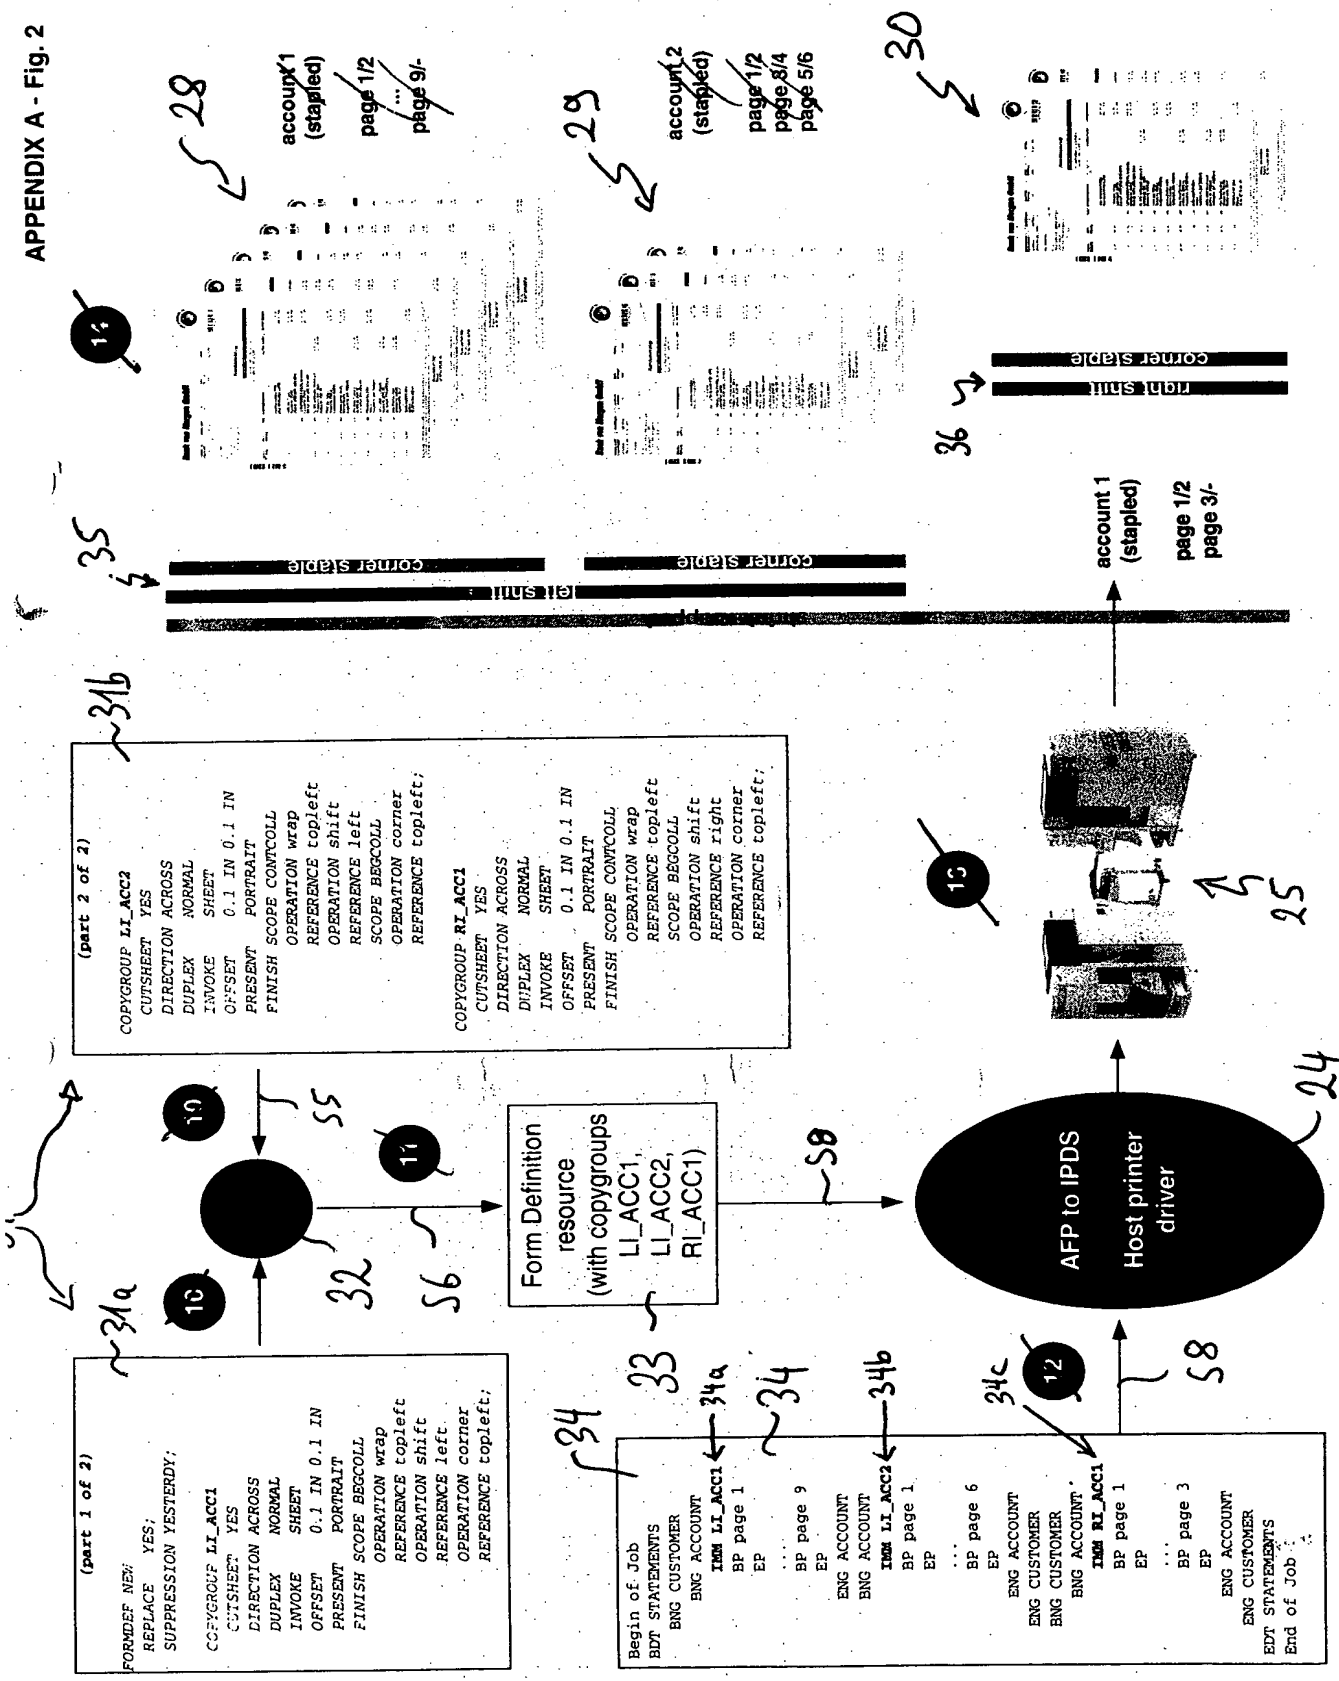 APPENDIX A - Fig. 2
(part 1 of 2)
FORMDEF NEW
REPLACE YES;
SUPPRESSION YESTERDY;
COPYGROUP LI_ACC1
CUTSHEET YES
DIRECTION ACROSS
DUPLEX NORMAL
INVOKE SHEET
OFFSET 0.1 IN 0.1 IN
PRESENT PORTRAIT
FINISH SCOPE BEGCOLL
OPERATION wrap
REFERENCE topleft
OPERATION shift
REFERENCE left
OPERATION corner
REFERENCE topleft;
31a
10
32
10
S5
(part 2 of 2)
COPYGROUP LI_ACC2
CUTSHEET YES
DIRECTION ACROSS
DUPLEX NORMAL
INVOKE SHEET
OFFSET 0.1 IN 0.1 IN
PRESENT PORTRAIT
FINISH SCOPE CONTCOLL
OPERATION wrap
REFERENCE topleft
OPERATION shift
REFERENCE left
SCOPE BEGCOLL
OPERATION corner
REFERENCE topleft;
COPYGROUP RI_ACC1
CUTSHEET YES
DIRECTION ACROSS
DUPLEX NORMAL
INVOKE SHEET
OFFSET 0.1 IN 0.1 IN
PRESENT PORTRAIT
FINISH SCOPE CONTCOLL
OPERATION wrap
REFERENCE topleft
SCOPE BEGCOLL
OPERATION shift
REFERENCE right
OPERATION corner
REFERENCE topleft;
31b
S6
11
Form Definition
resource
(with copygroups
LI_ACC1,
LI_ACC2,
RI_ACC1)
33
S8
34
Begin of Job
BDT STATEMENTS
BNG CUSTOMER
BNG ACCOUNT
IMM LI_ACC1
BP page 1
EP
...
BP page 9
EP
ENG ACCOUNT
BNG ACCOUNT
IMM LI_ACC2
BP page 1
EP
...
BP page 6
EP
ENG ACCOUNT
ENG CUSTOMER
BNG CUSTOMER
BNG ACCOUNT
IMM RI_ACC1
BP page 1
EP
...
BP page 3
EP
ENG ACCOUNT
ENG CUSTOMER
EDT STATEMENTS
End of Job
34a
34
34b
34c
12
S8
AFP to IPDS
Host printer
driver
24
13
25
account 1
(stapled)
page 1/2
page 3/-
35
corner staple
corner staple
left shift
14
28
account 1
(stapled)
page 1/2
...
page 9/-
29
account 2
(stapled)
page 1/2
page 3/4
page 5/6
36
corner staple
right shift
30